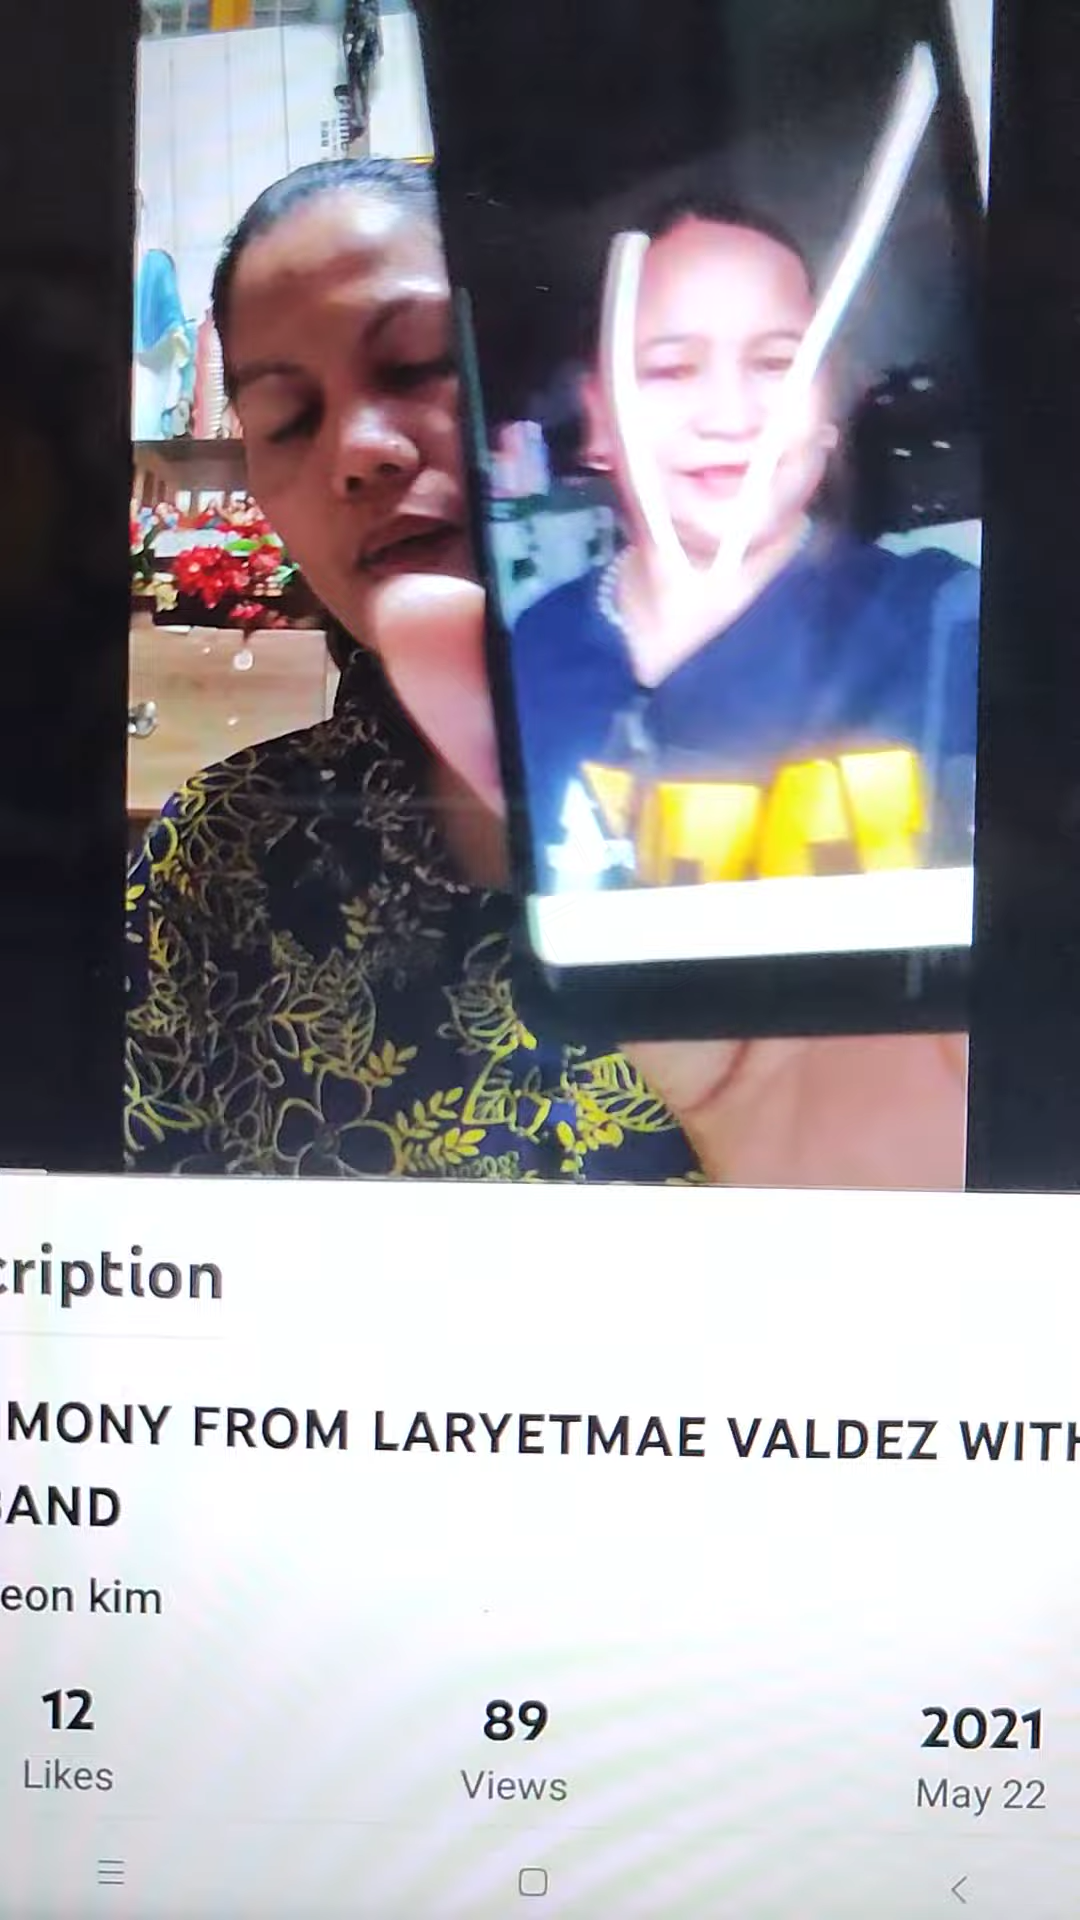 cription
MONY FROM LARYETMAE VALDEZ WITH
BAND
eon kim
12
89
2021
Likes
Views
May 22